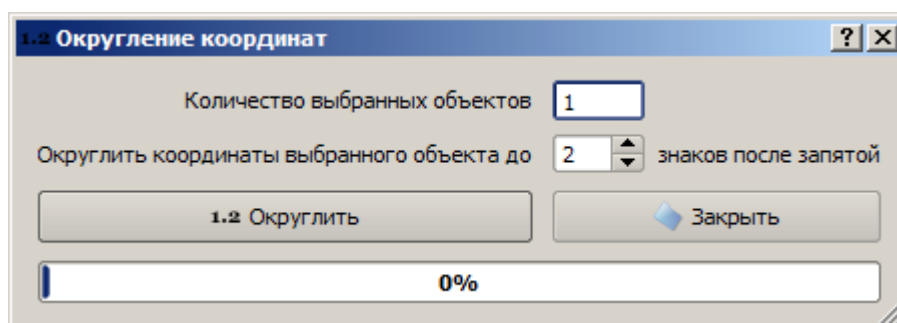 1.2 Округление координат ? X
Количество выбранных объектов 1
Округлить координаты выбранного объекта до 2 знаков после запятой
1.2 Округлить Закрыть
0%